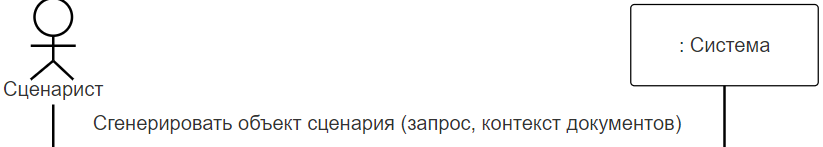 : Система
Сценарист
Сгенерировать объект сценария (запрос, контекст документов)